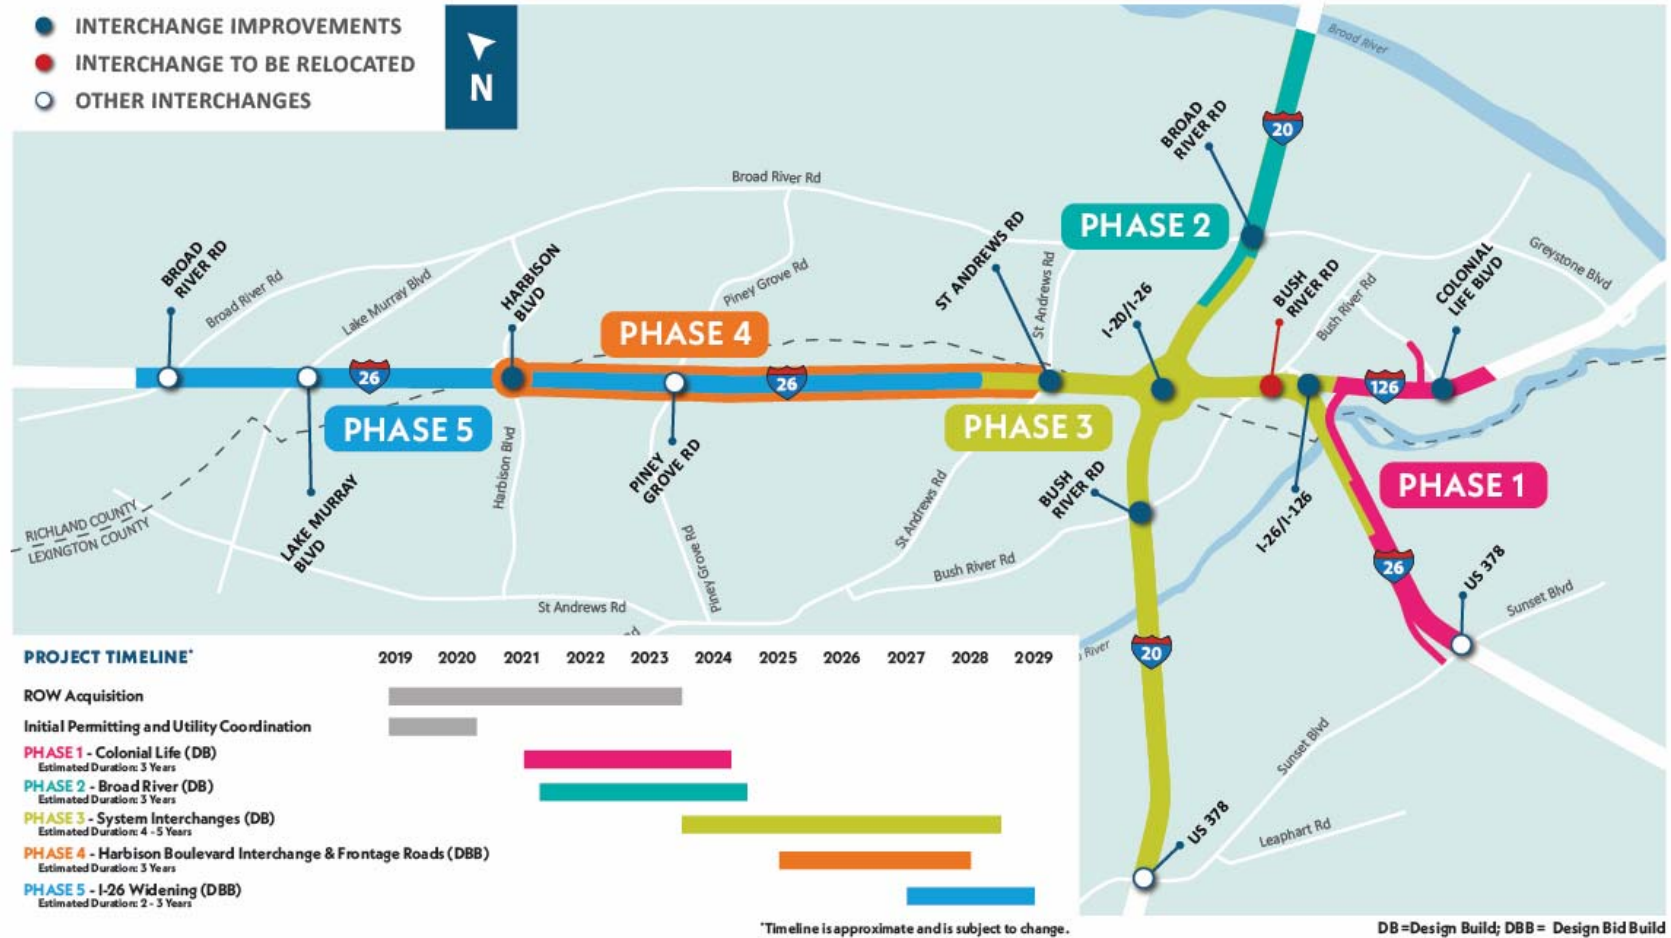 INTERCHANGE IMPROVEMENTS
INTERCHANGE TO BE RELOCATED
OTHER INTERCHANGES
N
Broad River
20
BROAD
RIVER RD
PHASE 2
Broad River Rd
ST ANDREWS RD
St Andrews Rd
I-20/I-26
BUSH
RIVER RD
Bush River Rd
COLONIAL
LIFE BLVD
Greystone Blvd
BROAD
RIVER RD
Broad River Rd
Lake Murray Blvd
HARBISON
BLVD
Piney Grove Rd
PHASE 4
26
26
126
PHASE 5
PHASE 3
PHASE 1
Harbison Blvd
PINEY
GROVE RD
LAKE MURRAY
BLVD
RICHLAND COUNTY
LEXINGTON COUNTY
Piney Grove Rd
St Andrews Rd
BUSH
RIVER RD
I-26/I-126
Bush River Rd
26
US 378
Sunset Blvd
St Andrews Rd
River
20
Sunset Blvd
US 378
Leaphart Rd
PROJECT TIMELINE*
2019 2020 2021 2022 2023 2024 2025 2026 2027 2028 2029
ROW Acquisition
Initial Permitting and Utility Coordination
PHASE 1 - Colonial Life (DB)
Estimated Duration: 3 Years
PHASE 2 - Broad River (DB)
Estimated Duration: 3 Years
PHASE 3 - System Interchanges (DB)
Estimated Duration: 4 - 5 Years
PHASE 4 - Harbison Boulevard Interchange & Frontage Roads (DBB)
Estimated Duration: 3 Years
PHASE 5 - I-26 Widening (DBB)
Estimated Duration: 2 - 3 Years
*Timeline is approximate and is subject to change.
DB =Design Build; DBB = Design Bid Build